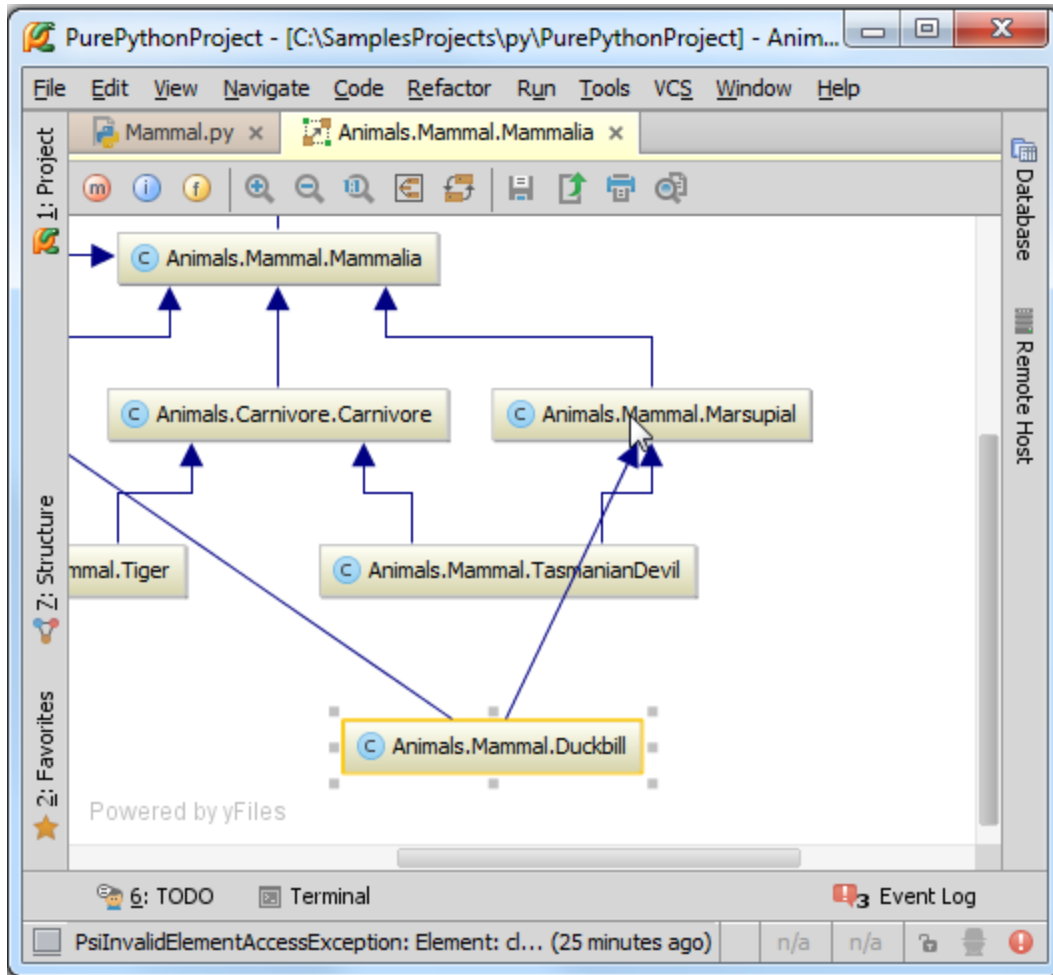 PurePythonProject - [C:\SamplesProjects\py\PurePythonProject] - Anim...
File Edit View Navigate Code Refactor Run Tools VCS Window Help
Mammal.py
Animals.Mammal.Mammalia
1: Project
m i f 1:1
Database
C Animals.Mammal.Mammalia
Remote Host
C Animals.Carnivore.Carnivore
C Animals.Mammal.Marsupial
7: Structure
mmal.Tiger
C Animals.Mammal.TasmanianDevil
2: Favorites
C Animals.Mammal.Duckbill
Powered by yFiles
6: TODO
Terminal
3 Event Log
PsiInvalidElementAccessException: Element: cl... (25 minutes ago)
n/a
n/a